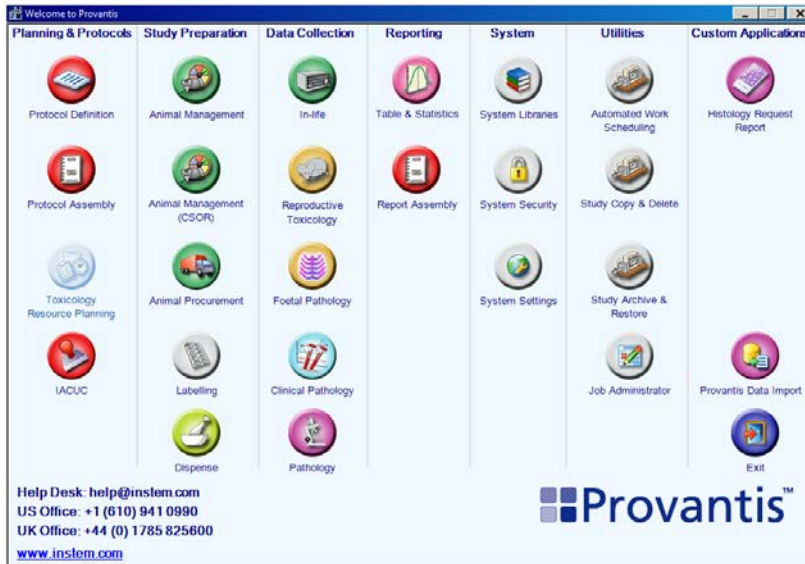 Welcome to Provantis
Planning & Protocols
Study Preparation
Data Collection
Reporting
System
Utilities
Custom Applications
Protocol Definition
Animal Management
In-life
Table & Statistics
System Libraries
Automated Work
Scheduling
Histology Request
Report
Protocol Assembly
Animal Management
(CSOR)
Reproductive
Toxicology
Report Assembly
System Security
Study Copy & Delete
Toxicology
Resource Planning
Animal Procurement
Foetal Pathology
System Settings
Study Archive &
Restore
IACUC
Labelling
Clinical Pathology
Job Administrator
Provantis Data Import
Dispense
Pathology
Exit
Help Desk: help@instem.com
US Office: +1 (610) 941 0990
UK Office: +44 (0) 1785 825600
www.instem.com
Provantis™